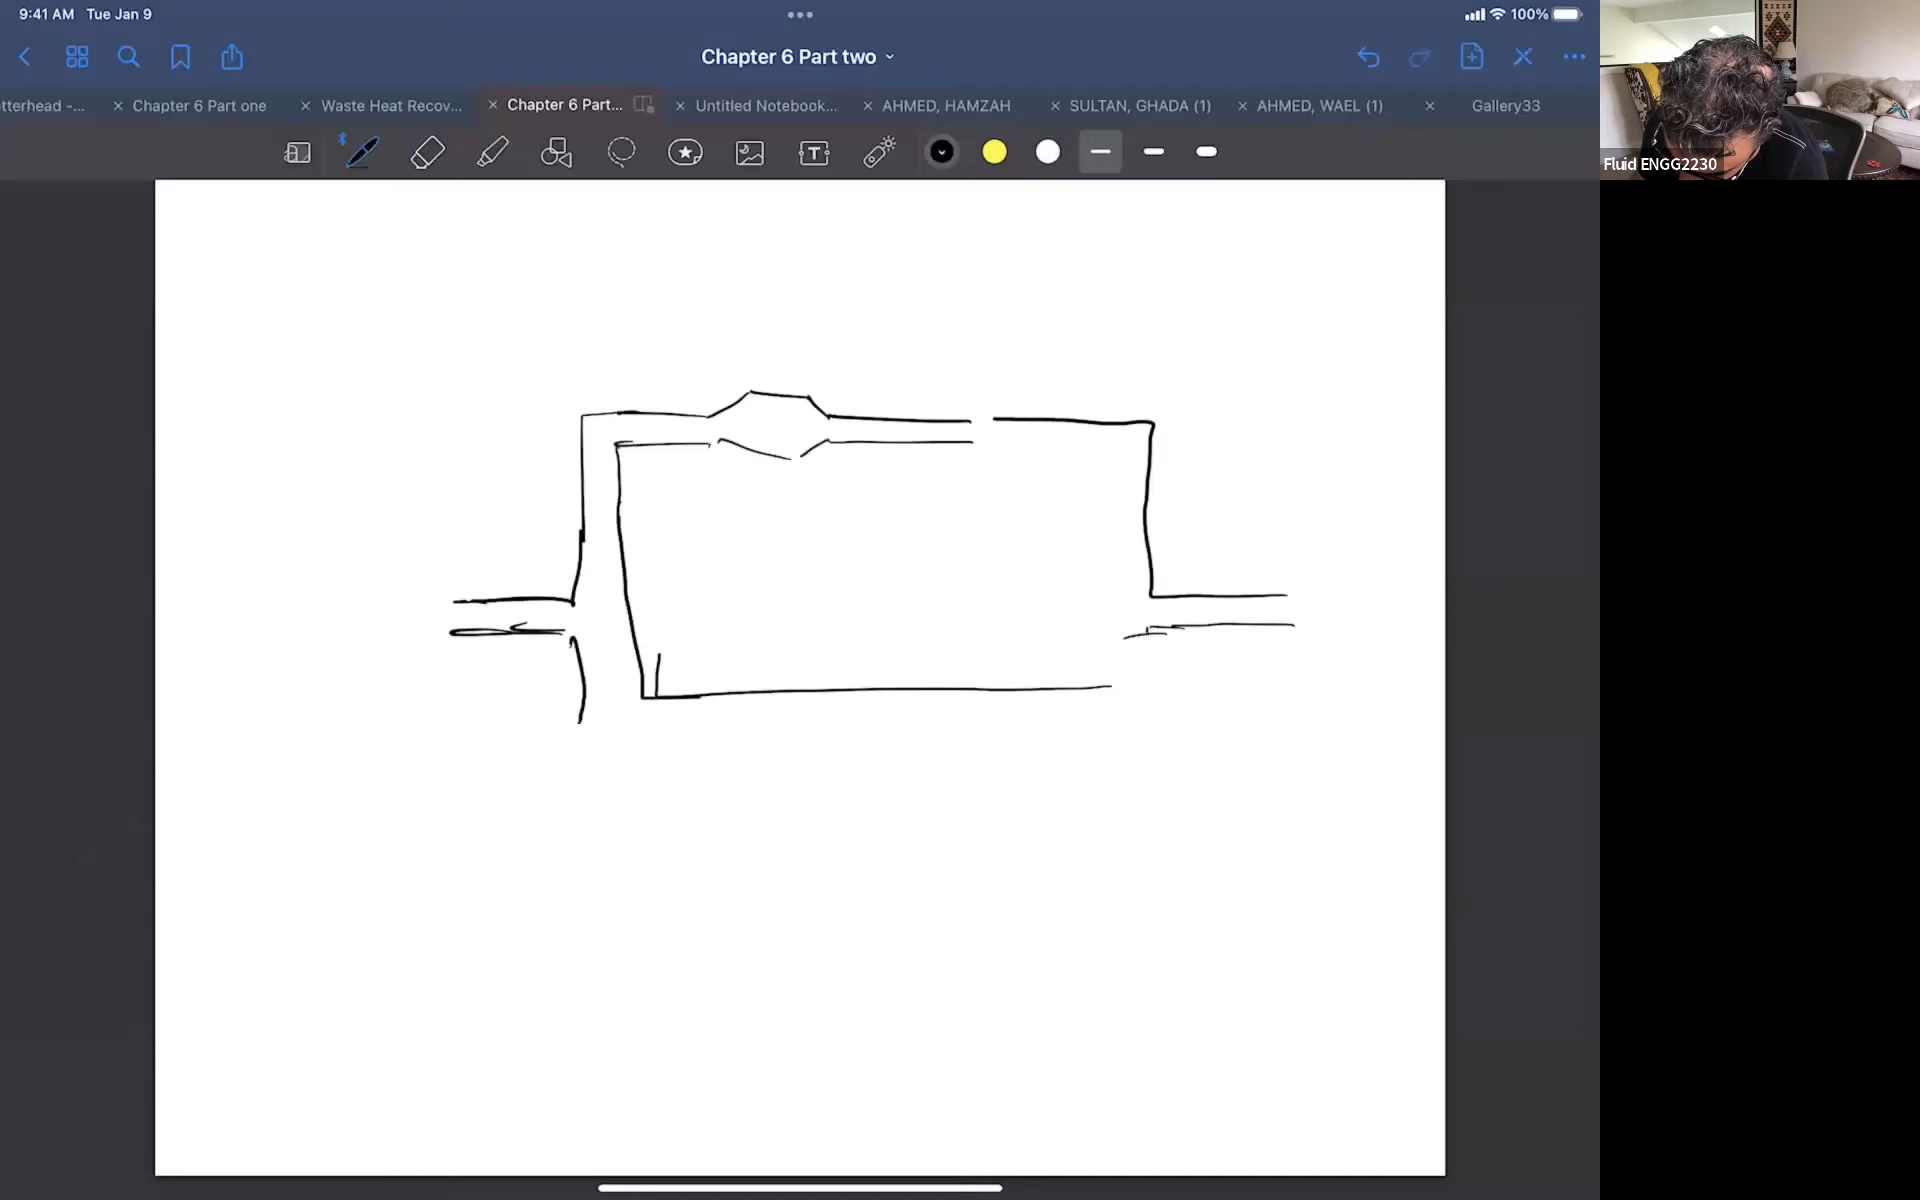 9:41 AM Tue Jan 9
100%
Chapter 6 Part two
tterhead -...
Chapter 6 Part one
Waste Heat Recov...
Chapter 6 Part...
Untitled Notebook...
AHMED, HAMZAH
SULTAN, GHADA (1)
AHMED, WAEL (1)
Gallery33
T
Fluid ENGG2230